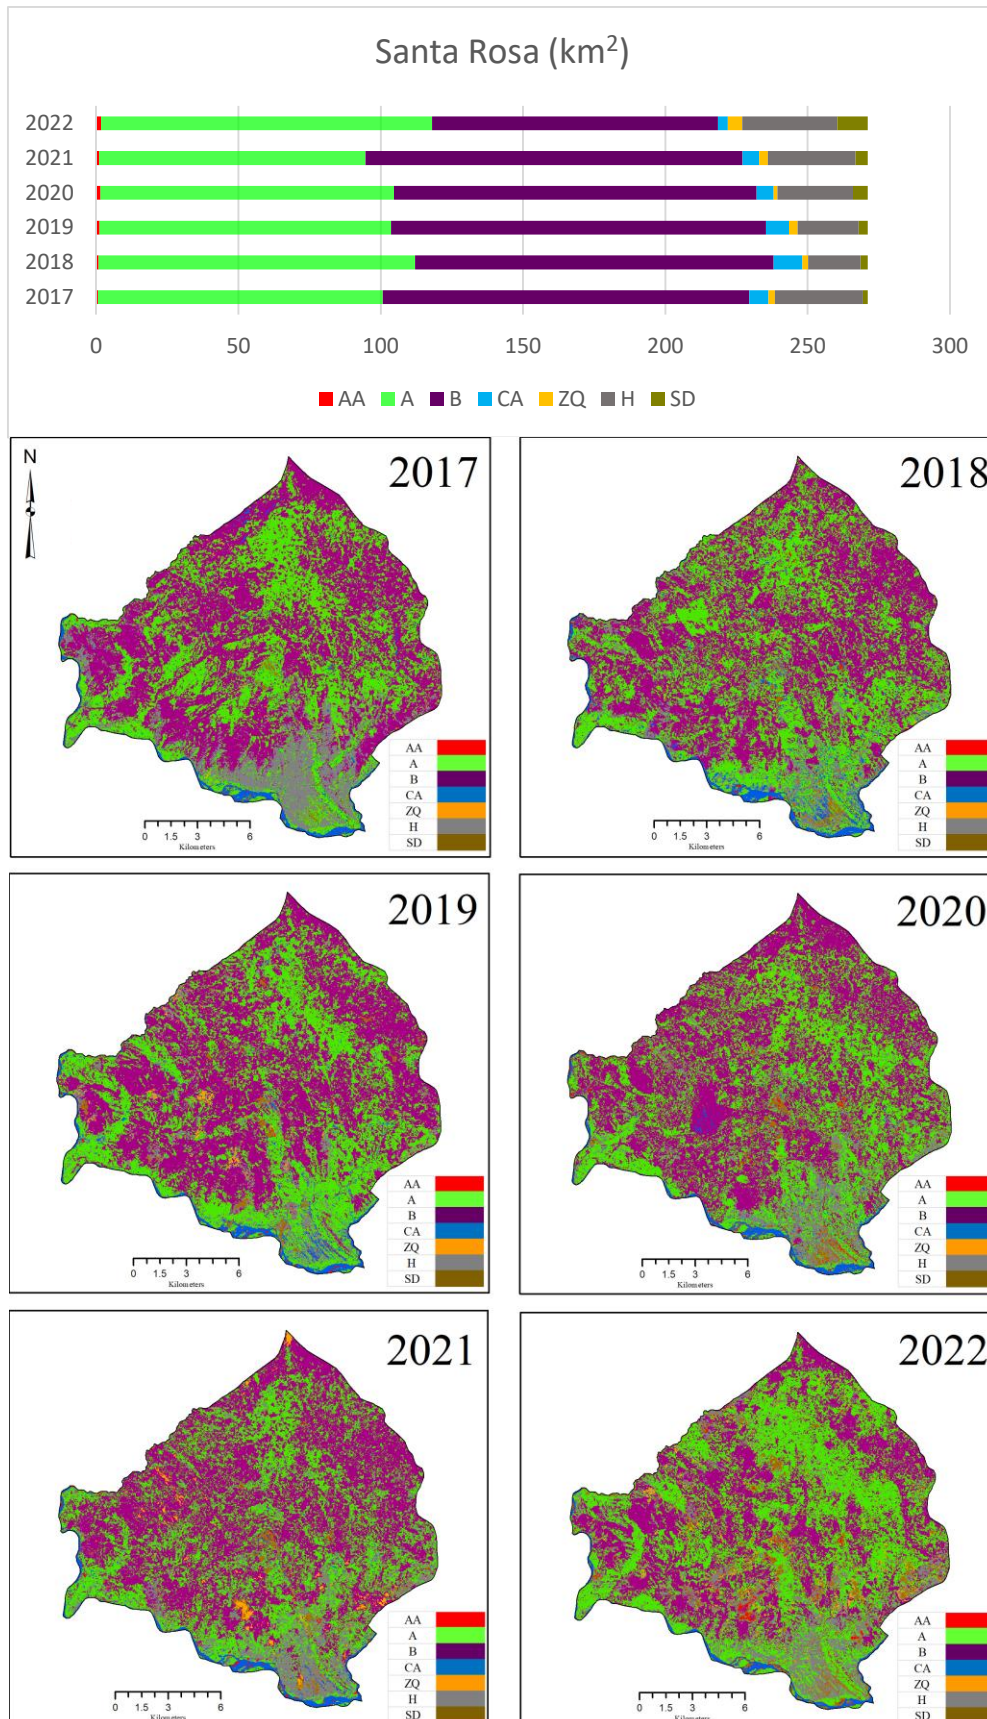 Santa Rosa (km²)
2022
2021
2020
2019
2018
2017
0 50 100 150 200 250 300
AA A B CA ZQ H SD
N
2017
AA
A
B
CA
ZQ
H
SD
0 1.5 3 6
Kilometers
2018
AA
A
B
CA
ZQ
H
SD
0 1.5 3 6
Kilometers
2019
AA
A
B
CA
ZQ
H
SD
0 1.5 3 6
Kilometers
2020
AA
A
B
CA
ZQ
H
SD
0 1.5 3 6
Kilometers
2021
AA
A
B
CA
ZQ
H
SD
0 1.5 3 6
Kilometers
2022
AA
A
B
CA
ZQ
H
SD
0 1.5 3 6
Kilometers